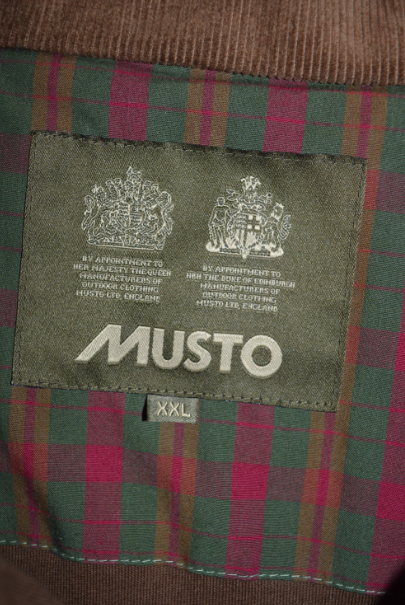 BY APPOINTMENT TO
HER MAJESTY THE QUEEN
MANUFACTURERS OF
OUTDOOR CLOTHING
MUSTO LTD, ENGLAND
BY APPOINTMENT TO
HRH THE DUKE OF EDINBURGH
MANUFACTURERS OF
OUTDOOR CLOTHING
MUSTO LTD, ENGLAND
MUSTO
XXL